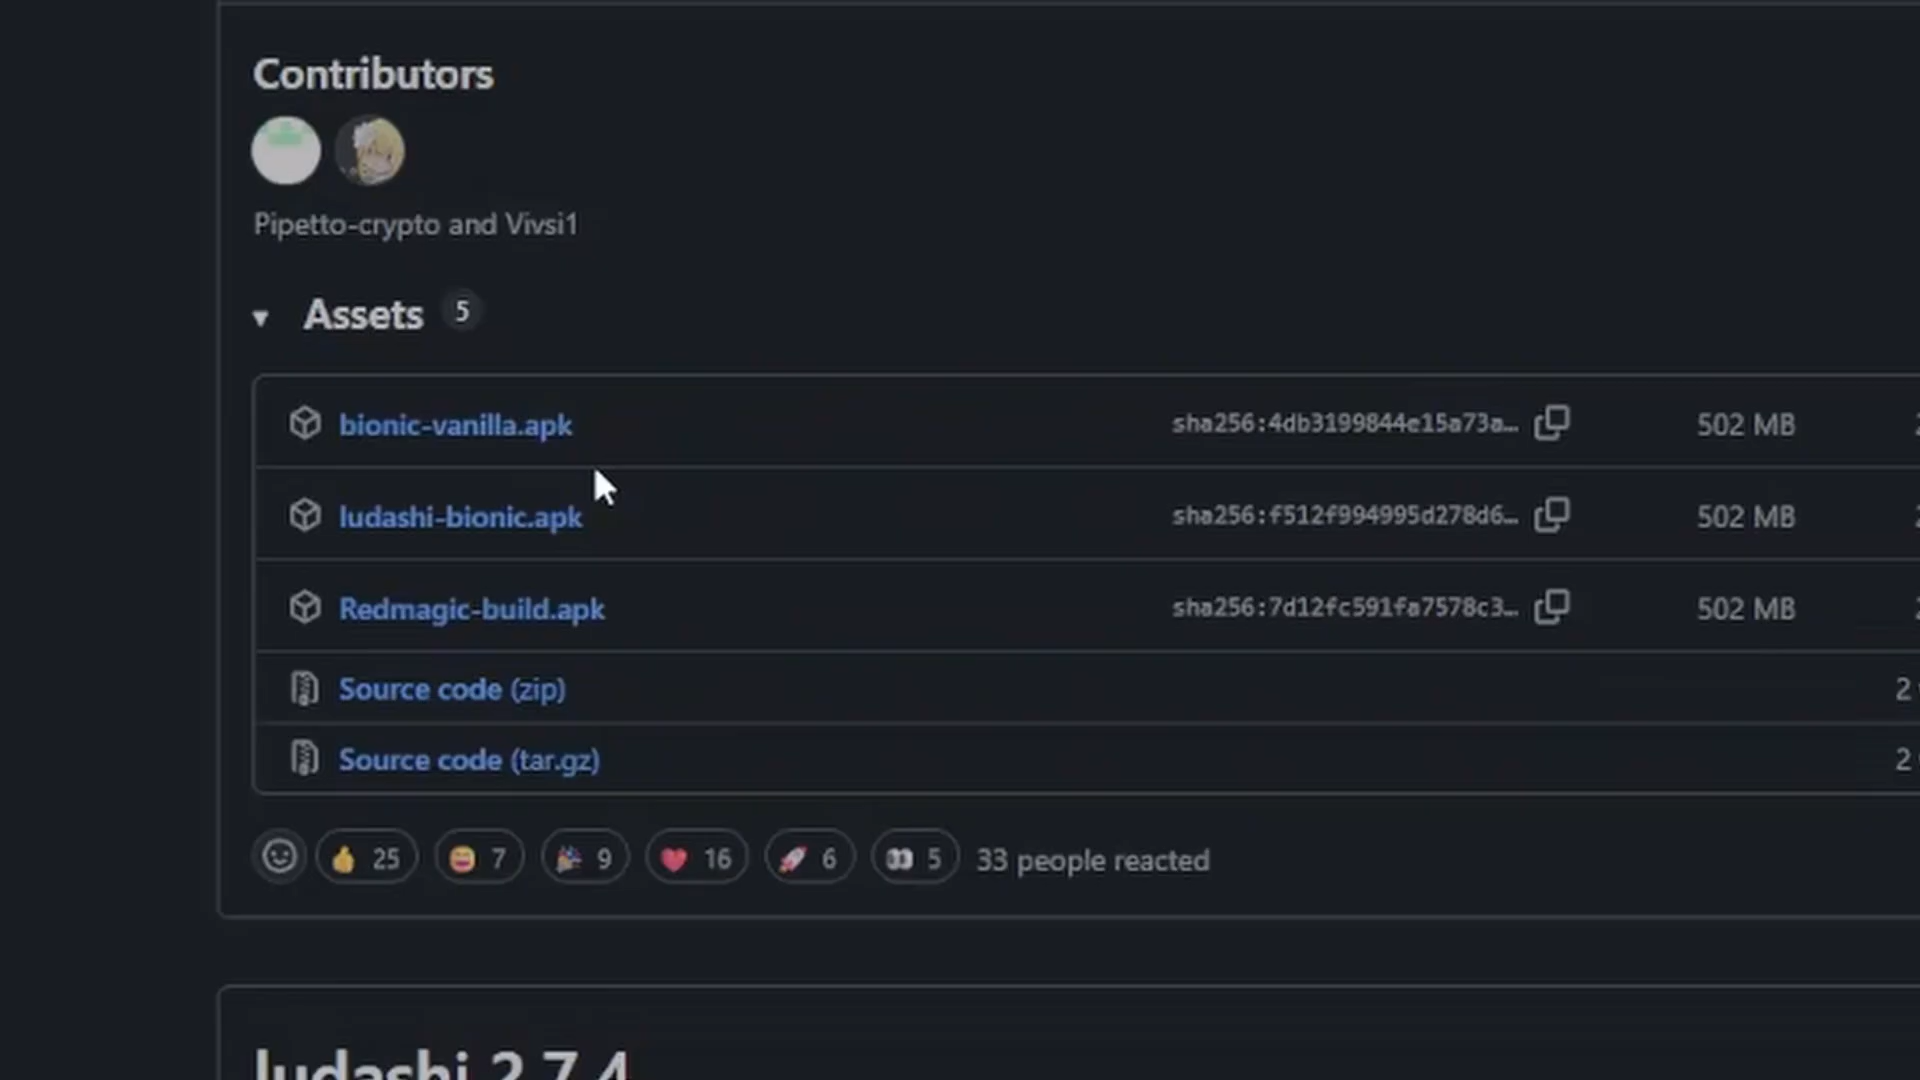 Contributors
Pipetto-crypto and Vivsi1
Assets 5
bionic-vanilla.apk sha256:4db3199844e15a73a… 502 MB
ludashi-bionic.apk sha256:f512f994995d278d6… 502 MB
Redmagic-build.apk sha256:7d12fc591fa7578c3… 502 MB
Source code (zip) 2
Source code (tar.gz) 2
25 7 9 16 6 5 33 people reacted
ludashi 2.7.4